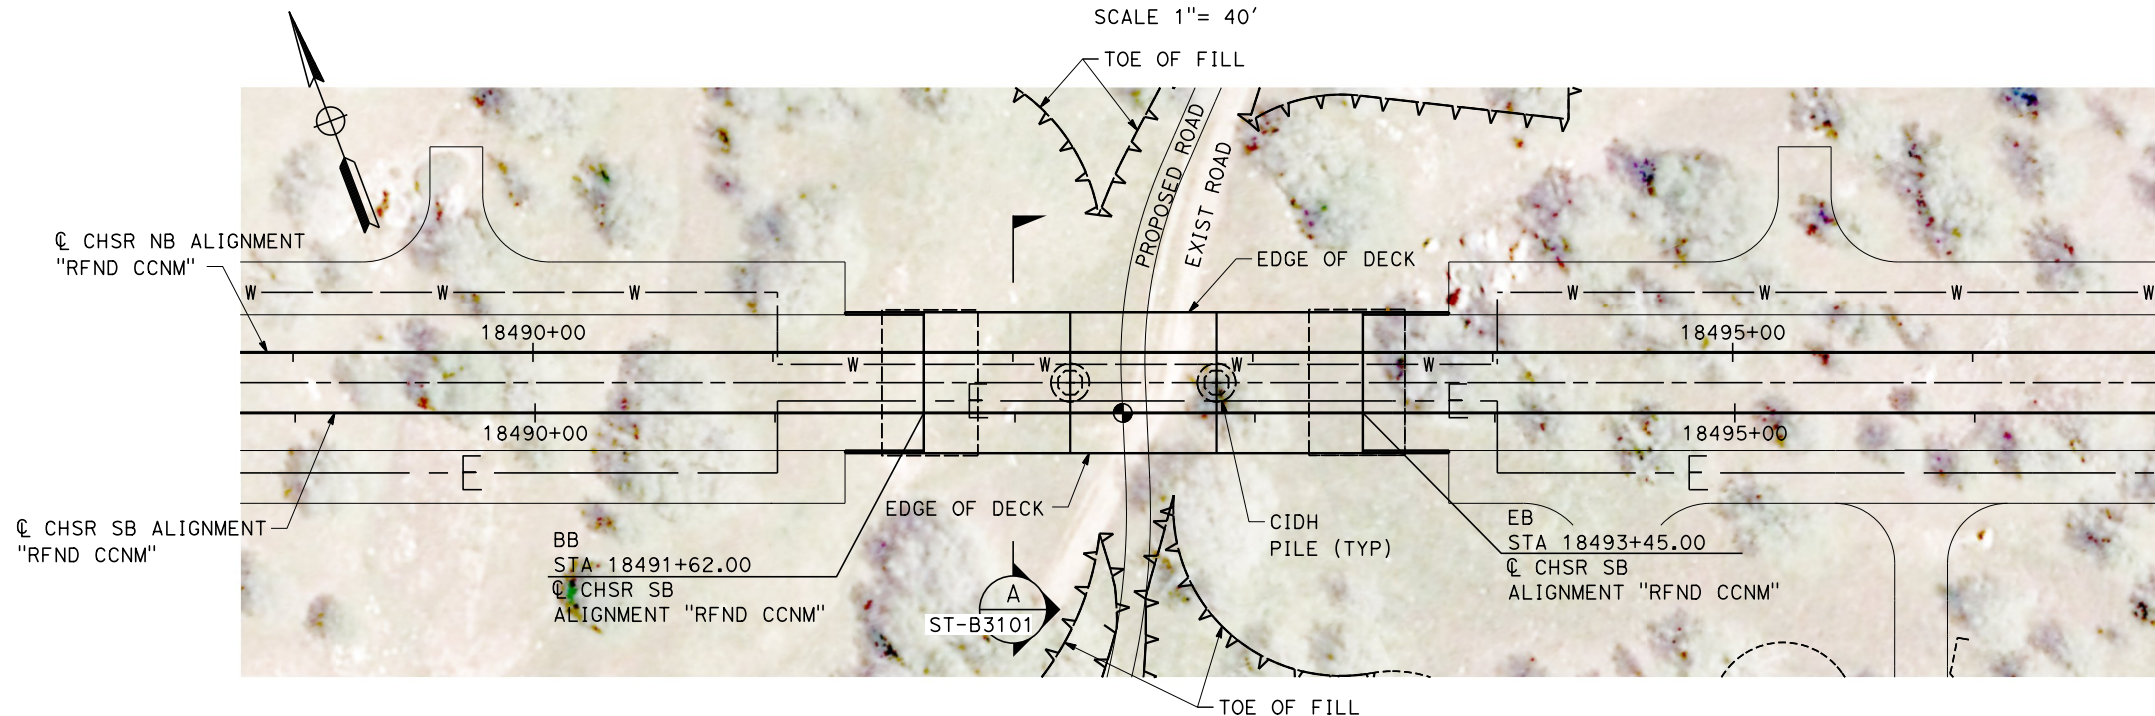 SCALE 1"= 40'
TOE OF FILL
PROPOSED ROAD
EXIST ROAD
℄ CHSR NB ALIGNMENT
"RFND CCNM"
EDGE OF DECK
W W W W W W W
18490+00 18495+00
W W W W
E E
18490+00 18495+00
E E
EDGE OF DECK
℄ CHSR SB ALIGNMENT
"RFND CCNM"
CIDH
PILE (TYP)
BB
STA 18491+62.00
℄ CHSR SB
ALIGNMENT "RFND CCNM"
EB
STA 18493+45.00
℄ CHSR SB
ALIGNMENT "RFND CCNM"
A
ST-B3101
TOE OF FILL